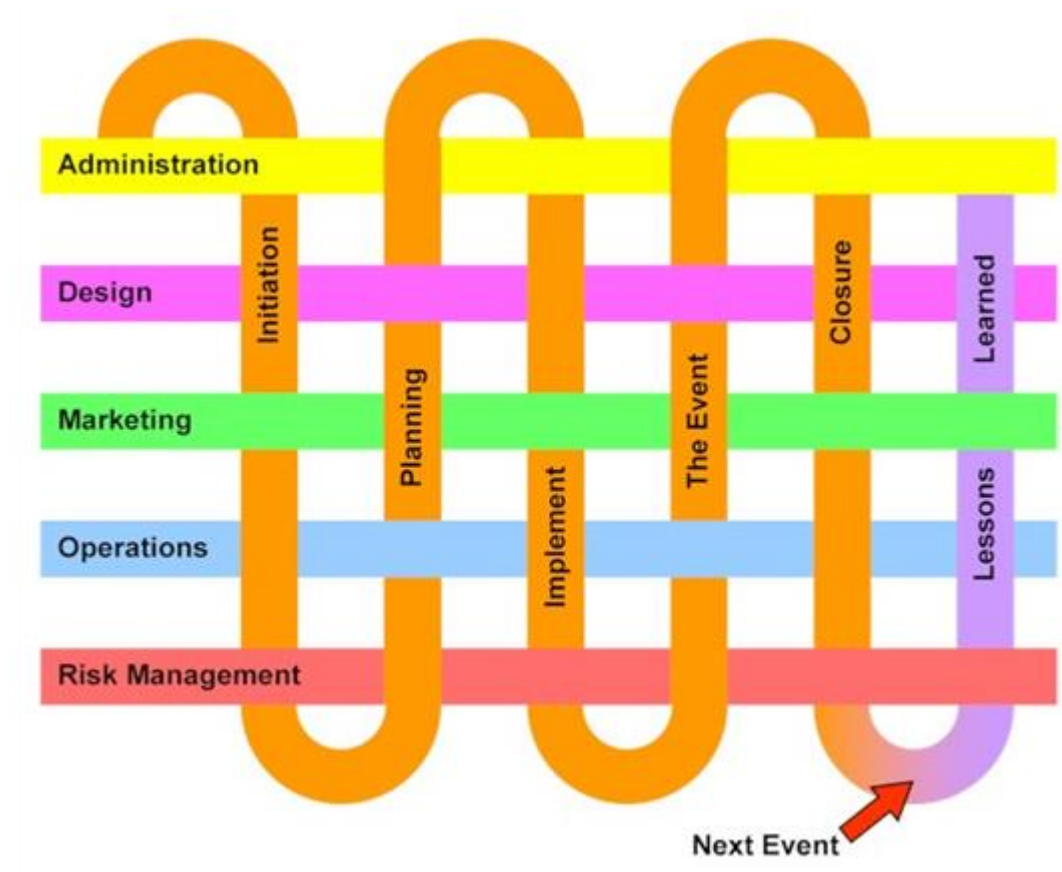 Administration
Design
Marketing
Operations
Risk Management
Initiation
Planning
Implement
The Event
Closure
Lessons Learned
Next Event